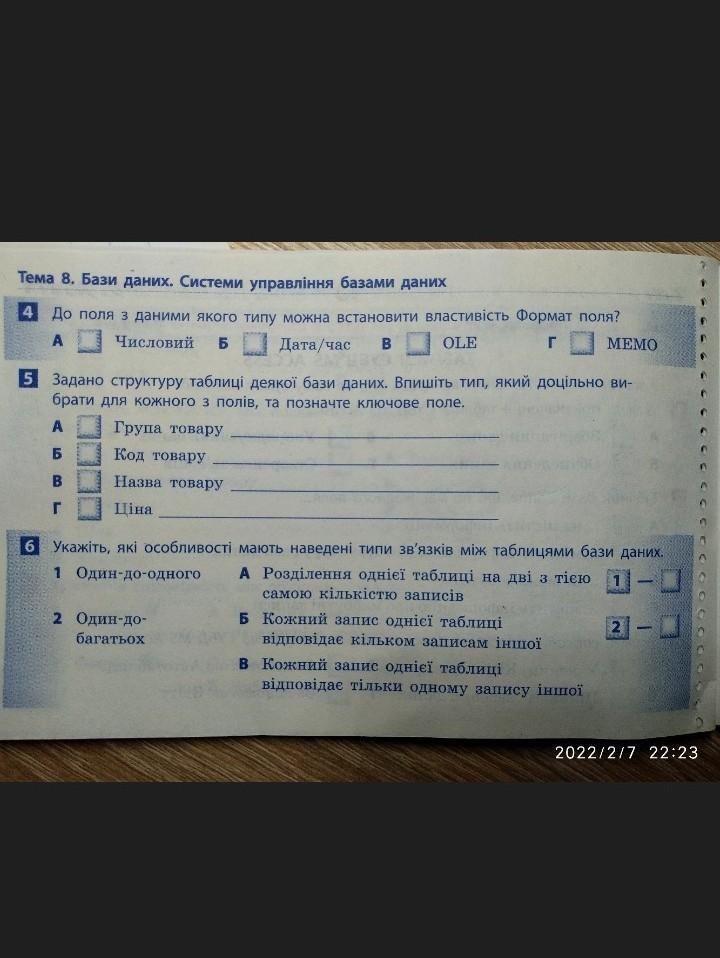 Тема 8. Бази даних. Системи управління базами даних
4 До поля з даними якого типу можна встановити властивість Формат поля?
А Числовий Б Дата/час В OLE Г МЕМО
5 Задано структуру таблиці деякої бази даних. Впишіть тип, який доцільно ви-
брати для кожного з полів, та позначте ключове поле.
А Група товару
Б Код товару
В Назва товару
Г Ціна
6 Укажіть, які особливості мають наведені типи зв’язків між таблицями бази даних.
1 Один-до-одного
2 Один-до-
багатьох
А Розділення однієї таблиці на дві з тією
самою кількістю записів
Б Кожний запис однієї таблиці
відповідає кільком записам іншої
В Кожний запис однієї таблиці
відповідає тільки одному запису іншої
1 –
2 –
2022/2/7 22:23